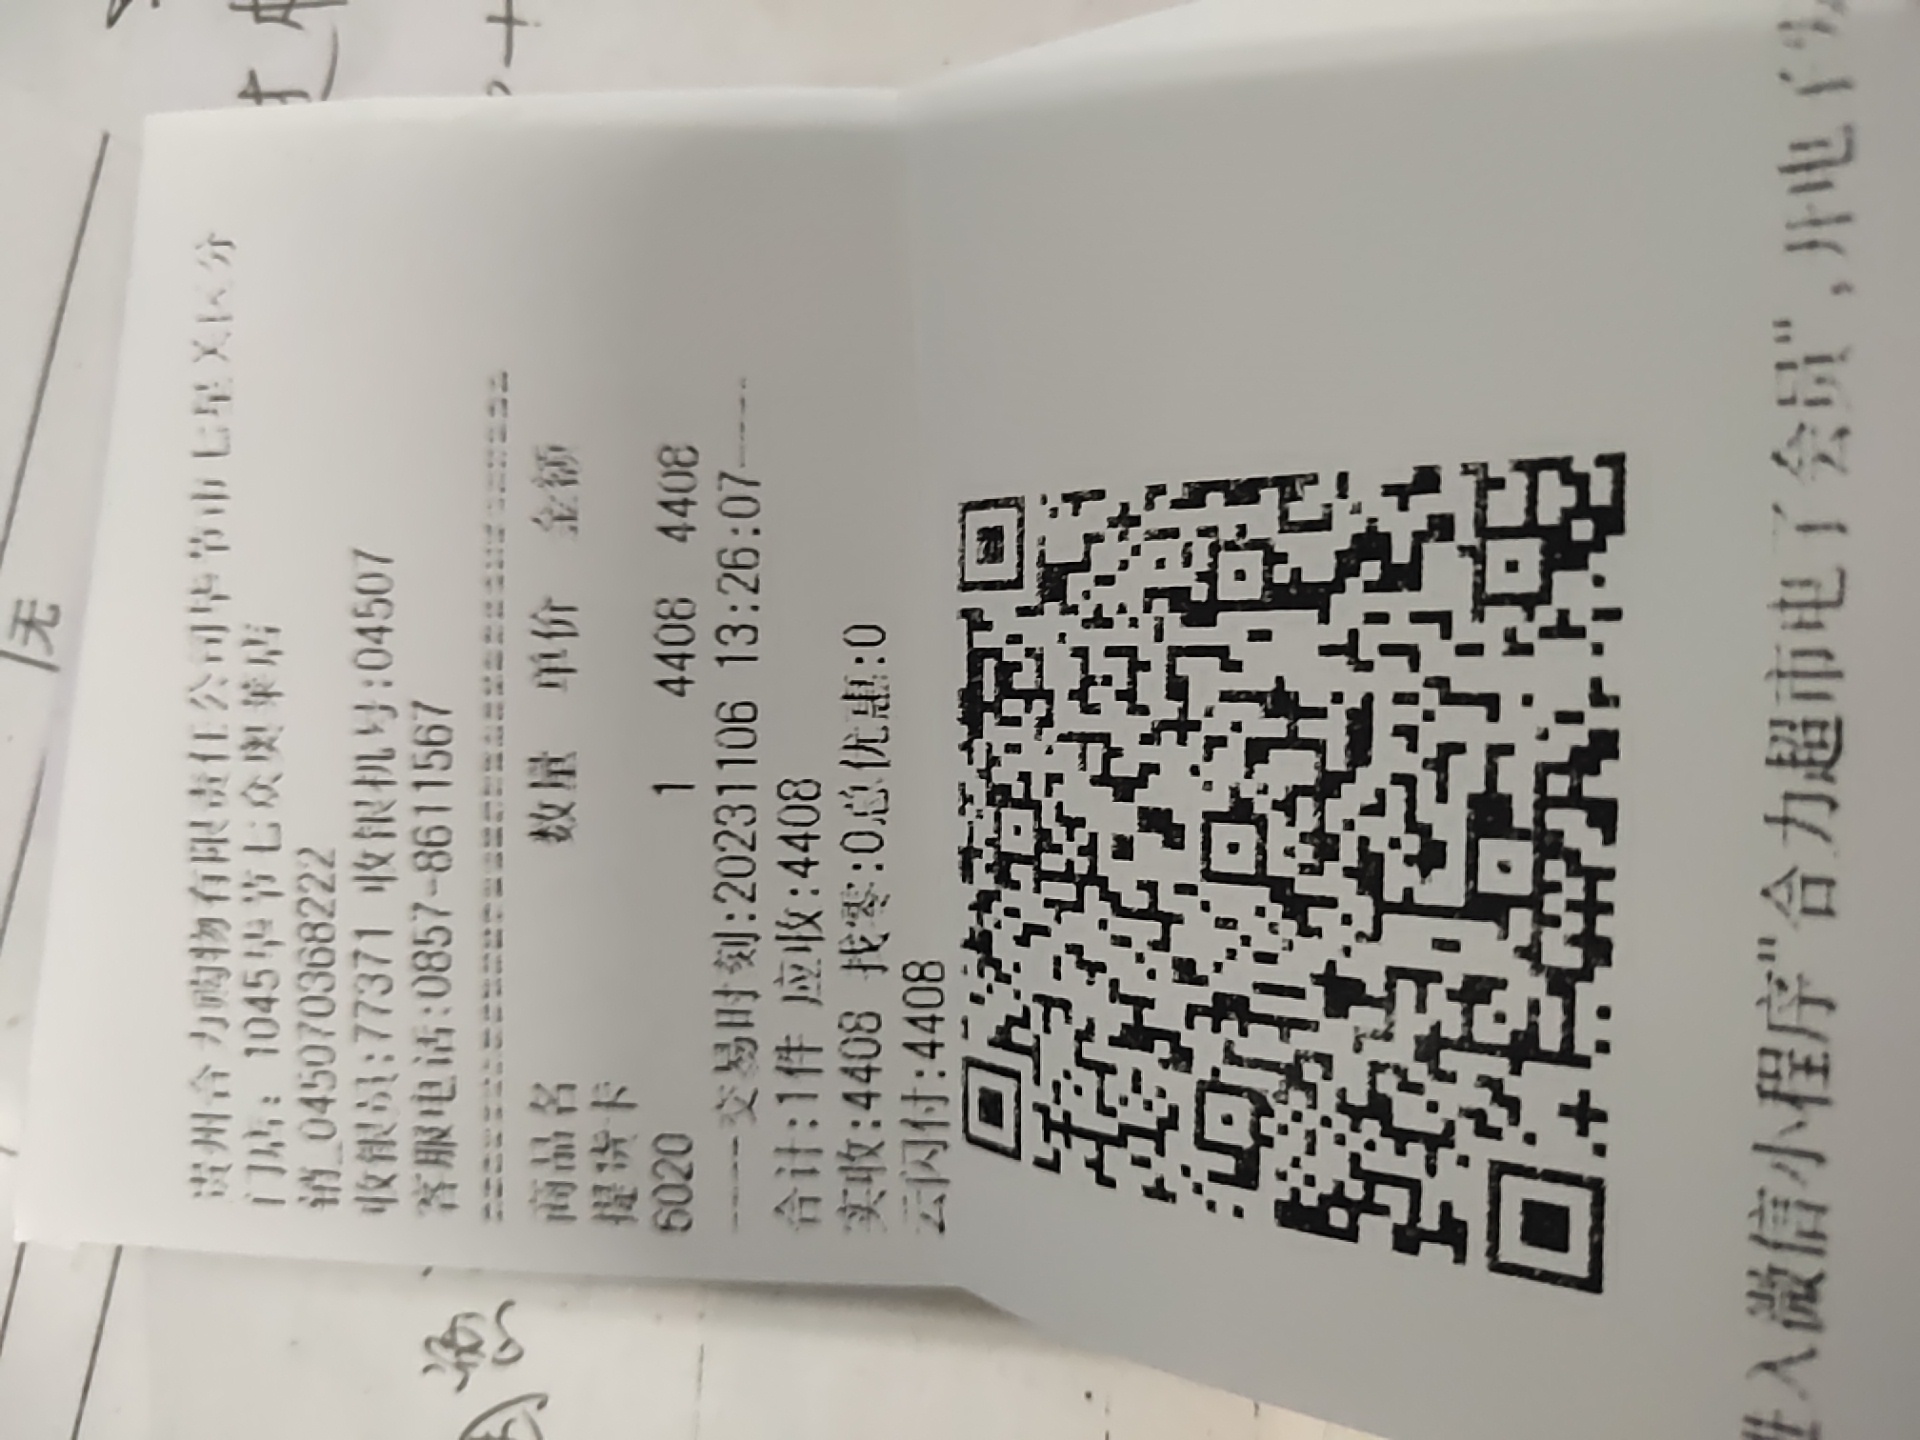 贵州合力购物有限责任公司毕节市七星关区分
门店: 1045毕节七众奥莱店
销_045070368222
收银员:77371 收银机号:04507
客服电话:0857-8611567
商品名 数量 单价 金额
提货卡
6020 1 4408 4408
----交易时刻:20231106 13:26:07----
合计:1件 应收:4408
实收:4408 找零:0总优惠:0
云闪付:4408
进入微信小程序"合力超市电子会员",开电子发
无